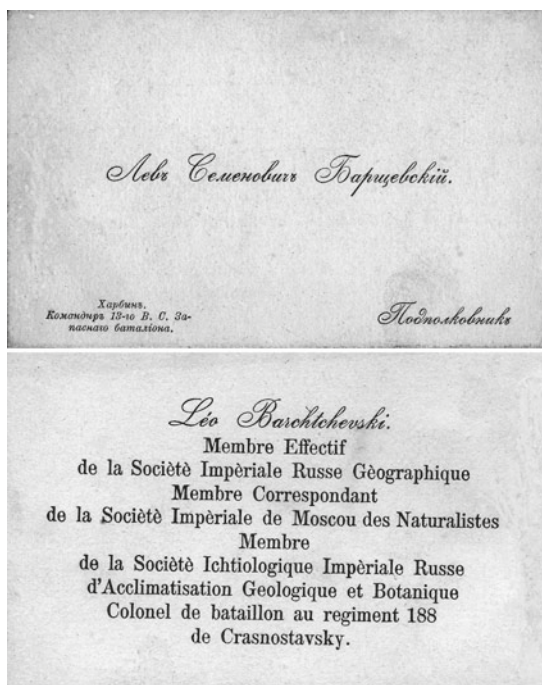 Левъ Семеновичъ Барщевскій.
Харбинъ.
Командиръ 13-го В. С. За-
паснаго баталіона,
Подполковникъ
Léo Barchtchevski.
Membre Effectif
de la Sociètè Impèriale Russe Gèographique
Membre Correspondant
de la Sociètè Impèriale de Moscou des Naturalistes
Membre
de la Sociètè Ichtiologique Impèriale Russe
d'Acclimatisation Geologique et Botanique
Colonel de bataillon au regiment 188
de Crasnostavsky.